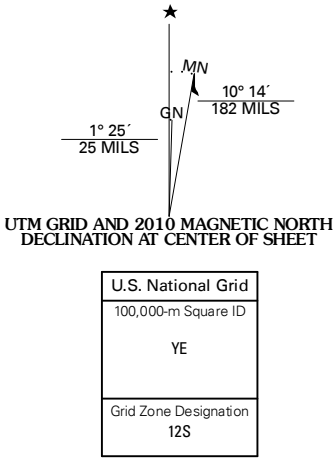 MN
GN
10° 14´
182 MILS
1° 25´
25 MILS
UTM GRID AND 2010 MAGNETIC NORTH
DECLINATION AT CENTER OF SHEET
U.S. National Grid
100,000-m Square ID
YE
Grid Zone Designation
12S